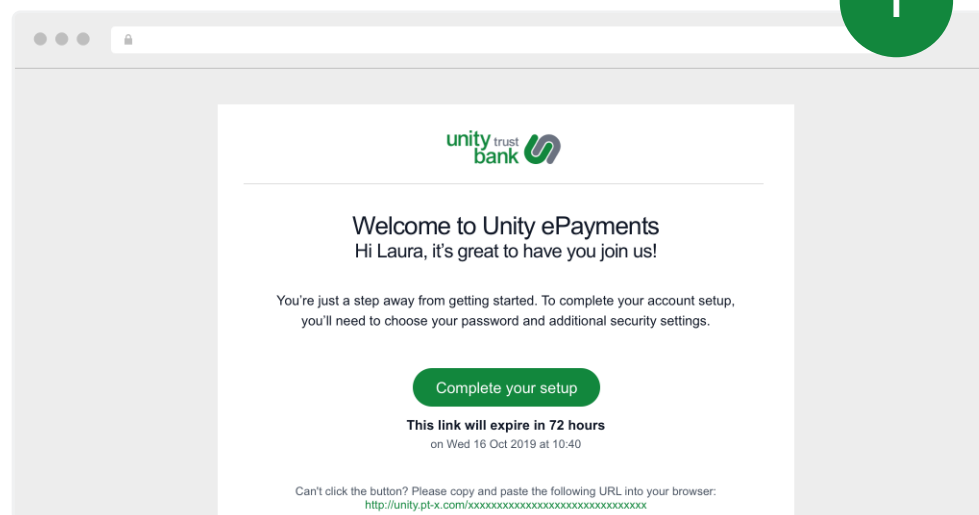 unity trust
bank
Welcome to Unity ePayments
Hi Laura, it's great to have you join us!
You're just a step away from getting started. To complete your account setup,
you'll need to choose your password and additional security settings.
Complete your setup
This link will expire in 72 hours
on Wed 16 Oct 2019 at 10:40
Can't click the button? Please copy and paste the following URL into your browser:
http://unity.pt-x.com/xxxxxxxxxxxxxxxxxxxxxxxxxxxxxxx